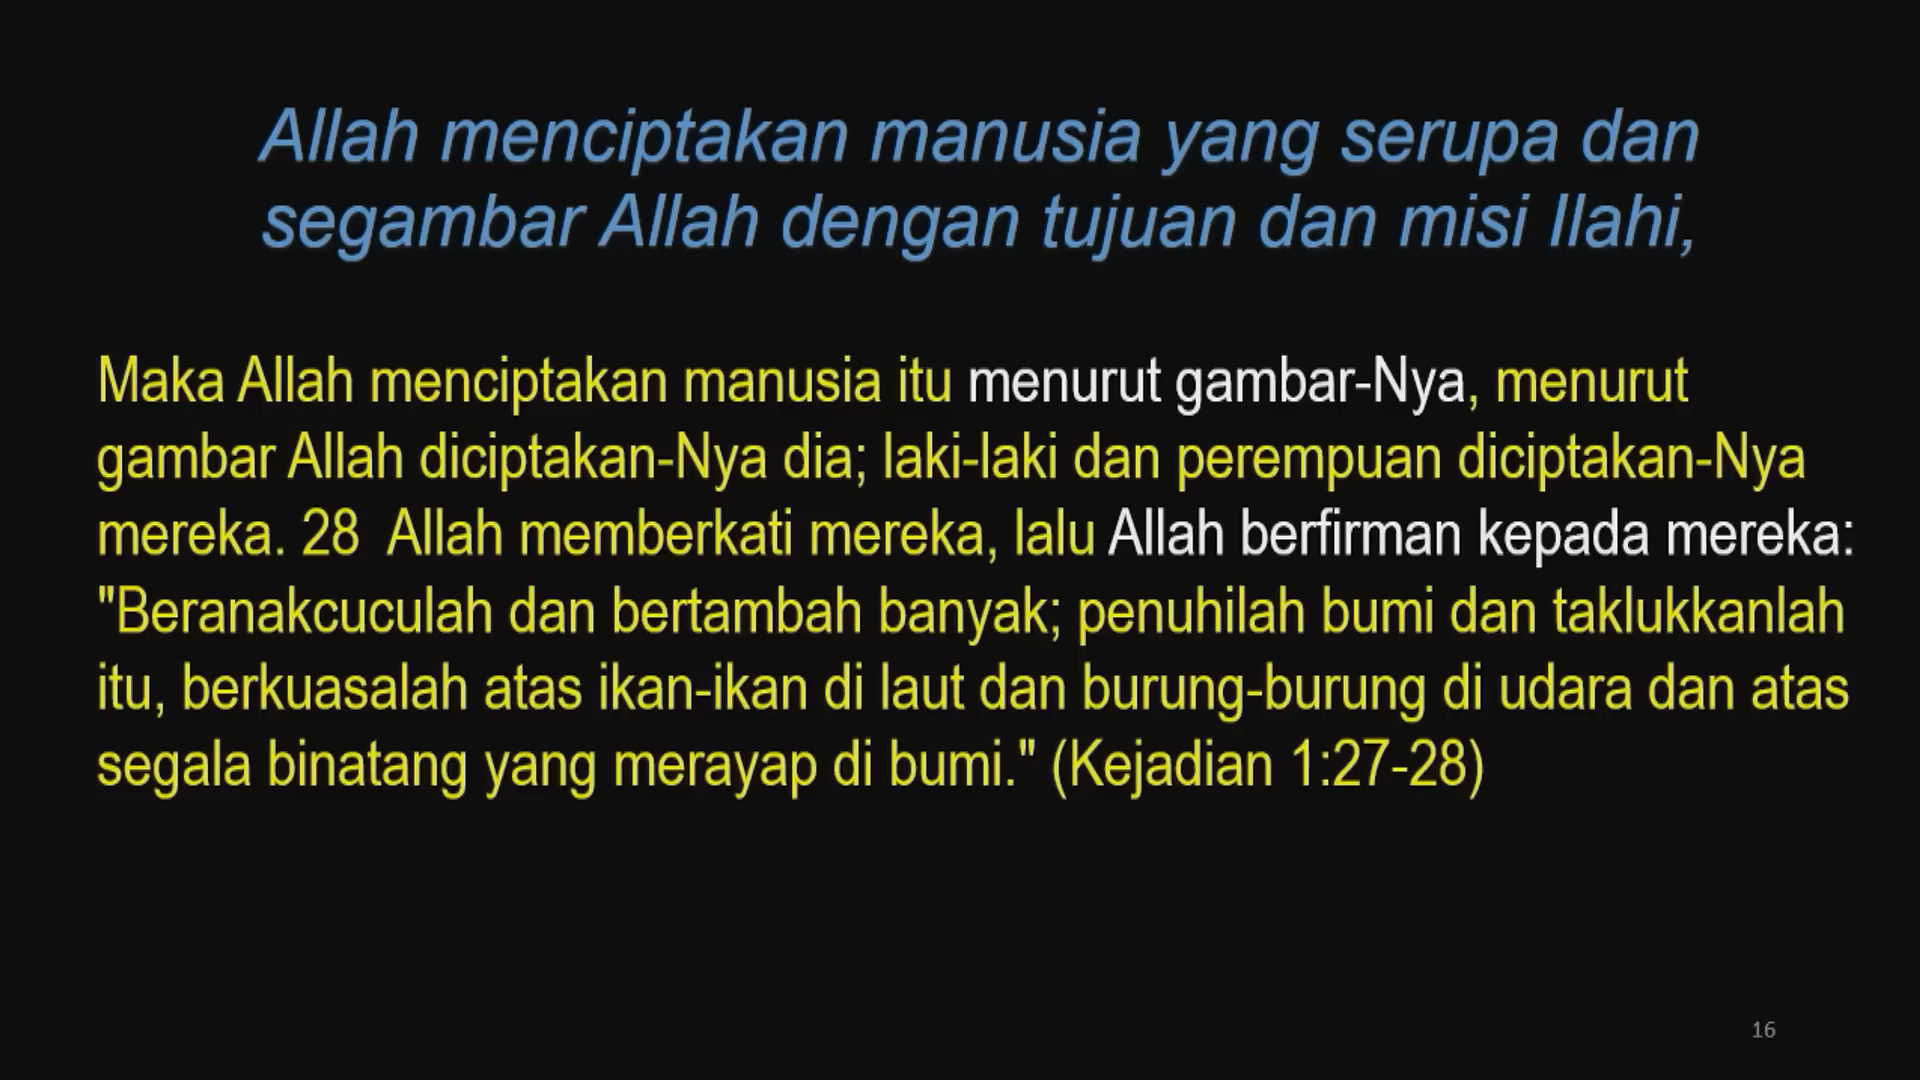 Allah menciptakan manusia yang serupa dan
segambar Allah dengan tujuan dan misi Ilahi,
Maka Allah menciptakan manusia itu menurut gambar-Nya, menurut
gambar Allah diciptakan-Nya dia; laki-laki dan perempuan diciptakan-Nya
mereka. 28  Allah memberkati mereka, lalu Allah berfirman kepada mereka:
"Beranakcuculah dan bertambah banyak; penuhilah bumi dan taklukkanlah
itu, berkuasalah atas ikan-ikan di laut dan burung-burung di udara dan atas
segala binatang yang merayap di bumi." (Kejadian 1:27-28)
16